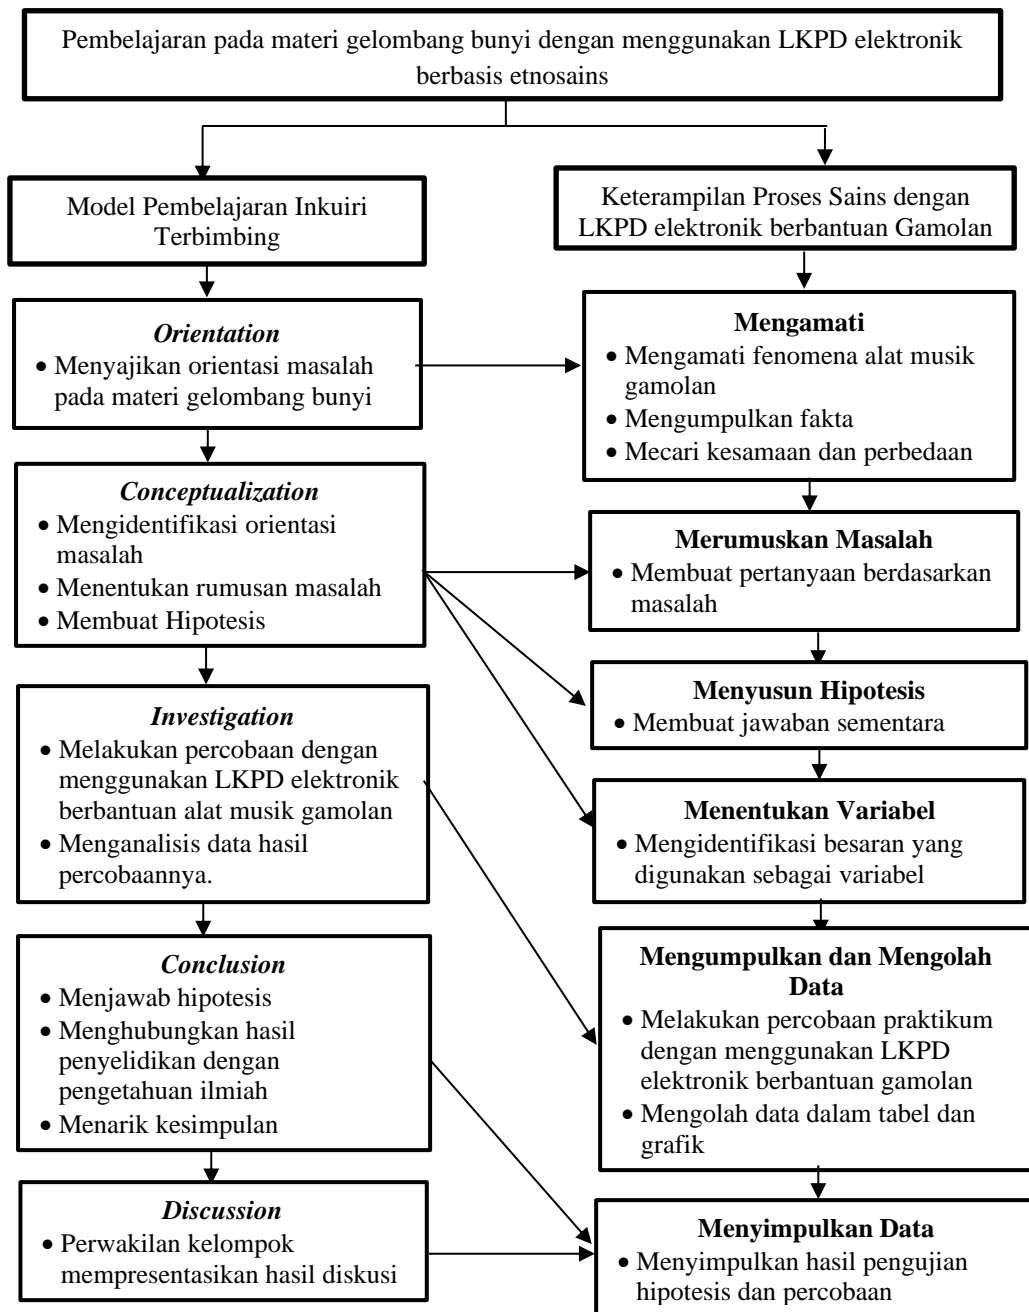 Pembelajaran pada materi gelombang bunyi dengan menggunakan LKPD elektronik
berbasis etnosains
Model Pembelajaran Inkuiri
Terbimbing
Keterampilan Proses Sains dengan
LKPD elektronik berbantuan Gamolan
Orientation
• Menyajikan orientasi masalah
pada materi gelombang bunyi
Mengamati
• Mengamati fenomena alat musik
gamolan
• Mengumpulkan fakta
• Mecari kesamaan dan perbedaan
Conceptualization
• Mengidentifikasi orientasi
masalah
• Menentukan rumusan masalah
• Membuat Hipotesis
Merumuskan Masalah
• Membuat pertanyaan berdasarkan
masalah
Menyusun Hipotesis
• Membuat jawaban sementara
Investigation
• Melakukan percobaan dengan
menggunakan LKPD elektronik
berbantuan alat musik gamolan
• Menganalisis data hasil
percobaannya.
Menentukan Variabel
• Mengidentifikasi besaran yang
digunakan sebagai variabel
Conclusion
• Menjawab hipotesis
• Menghubungkan hasil
penyelidikan dengan
pengetahuan ilmiah
• Menarik kesimpulan
Mengumpulkan dan Mengolah
Data
• Melakukan percobaan praktikum
dengan menggunakan LKPD
elektronik berbantuan gamolan
• Mengolah data dalam tabel dan
grafik
Discussion
• Perwakilan kelompok
mempresentasikan hasil diskusi
Menyimpulkan Data
• Menyimpulkan hasil pengujian
hipotesis dan percobaan